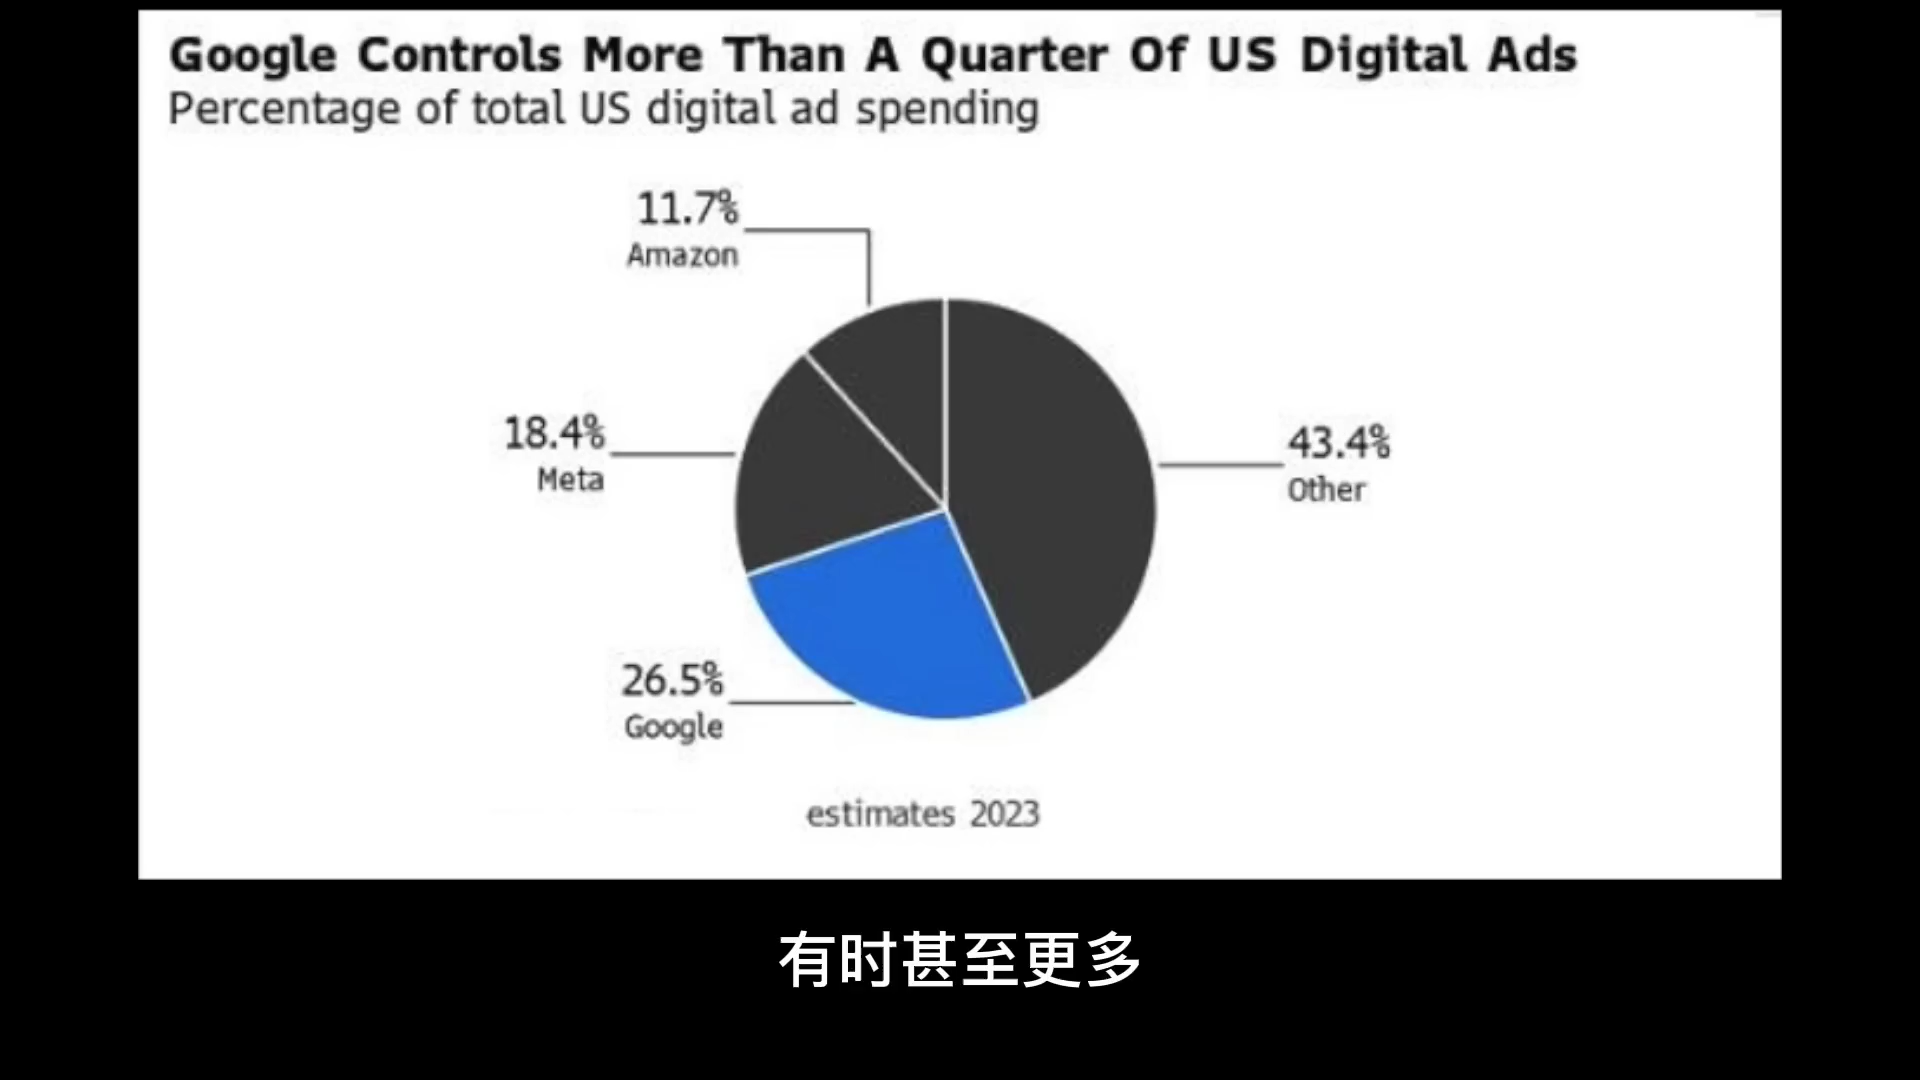 Google Controls More Than A Quarter Of US Digital Ads
Percentage of total US digital ad spending
11.7%
Amazon
18.4%
Meta
43.4%
Other
26.5%
Google
estimates 2023
有时甚至更多